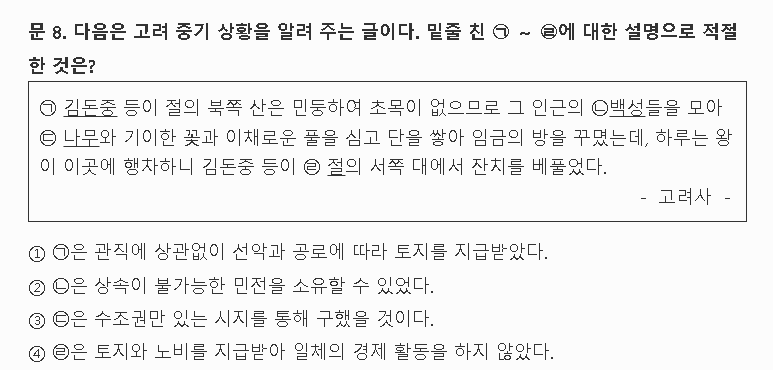 문 8. 다음은 고려 중기 상황을 알려 주는 글이다. 밑줄 친 ㉠ ~ ㉣에 대한 설명으로 적절
한 것은?
㉠ 김돈중 등이 절의 북쪽 산은 민둥하여 초목이 없으므로 그 인근의 ㉡백성들을 모아
㉢ 나무와 기이한 꽃과 이채로운 풀을 심고 단을 쌓아 임금의 방을 꾸몄는데, 하루는 왕
이 이곳에 행차하니 김돈중 등이 ㉣ 절의 서쪽 대에서 잔치를 베풀었다.
- 고려사 -
① ㉠은 관직에 상관없이 선악과 공로에 따라 토지를 지급받았다.
② ㉡은 상속이 불가능한 민전을 소유할 수 있었다.
③ ㉢은 수조권만 있는 시지를 통해 구했을 것이다.
④ ㉣은 토지와 노비를 지급받아 일체의 경제 활동을 하지 않았다.